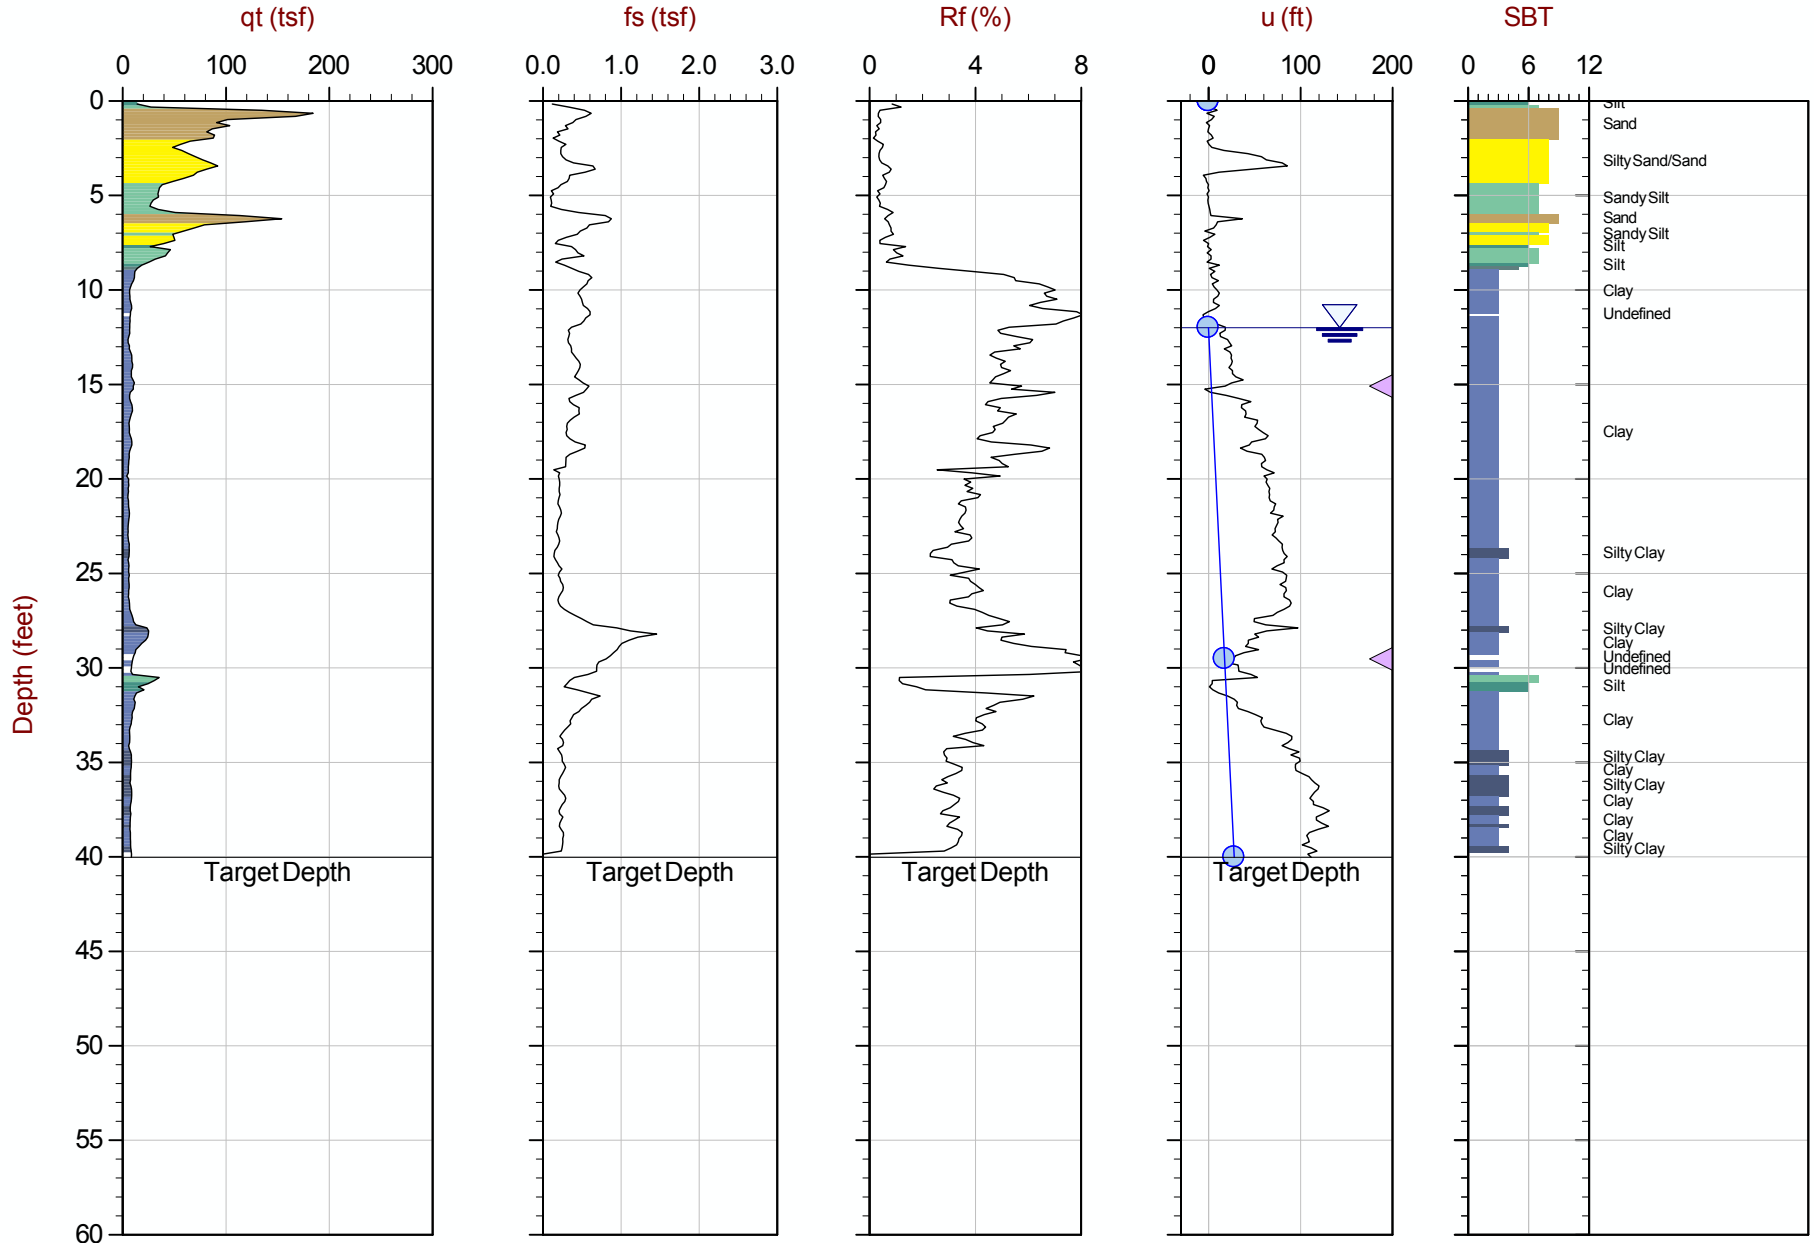 qt (tsf) fs (tsf) Rf (%) u (ft) SBT
0 100 200 300 0.0 1.0 2.0 3.0 0 4 8 0 100 200 0 6 12
0
Silt
Sand
Silty Sand/Sand
5
Sandy Silt
Sand
Sandy Silt
Silt
Silt
10
Clay
Undefined
15
Clay
20
Silty Clay
25
Clay
Silty Clay
Clay
Undefined
30
Undefined
Silt
Clay
Silty Clay
35
Clay
Silty Clay
Clay
Clay
Clay
Silty Clay
40
Target Depth Target Depth Target Depth Target Depth
45
50
55
60
Depth (feet)